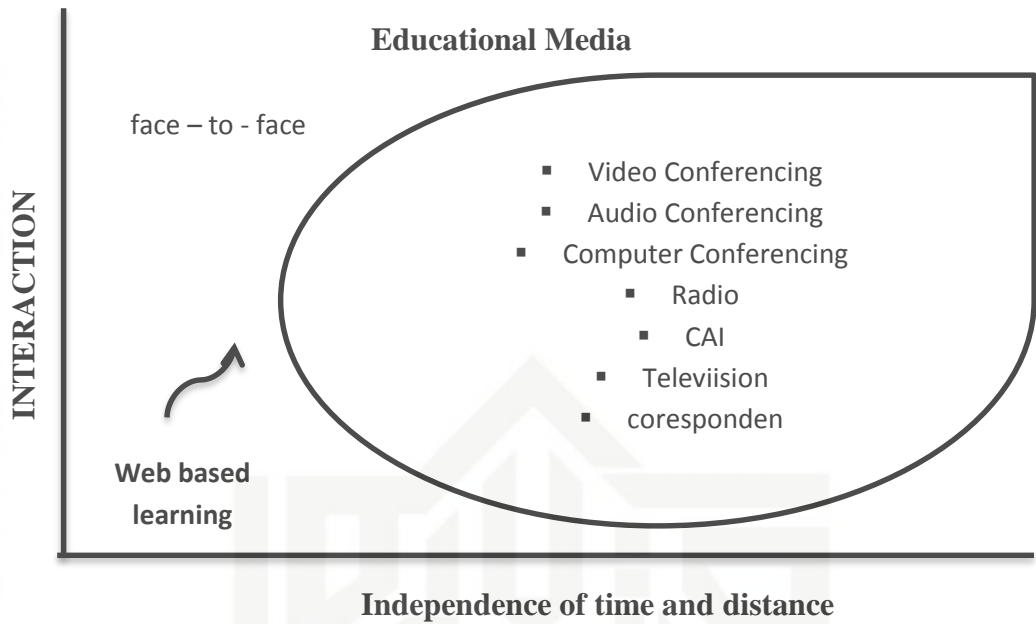 Educational Media
face – to - face
INTERACTION
▪ Video Conferencing
▪ Audio Conferencing
▪ Computer Conferencing
▪ Radio
▪ CAI
▪ Televiision
▪ coresponden
Web based
learning
Independence of time and distance